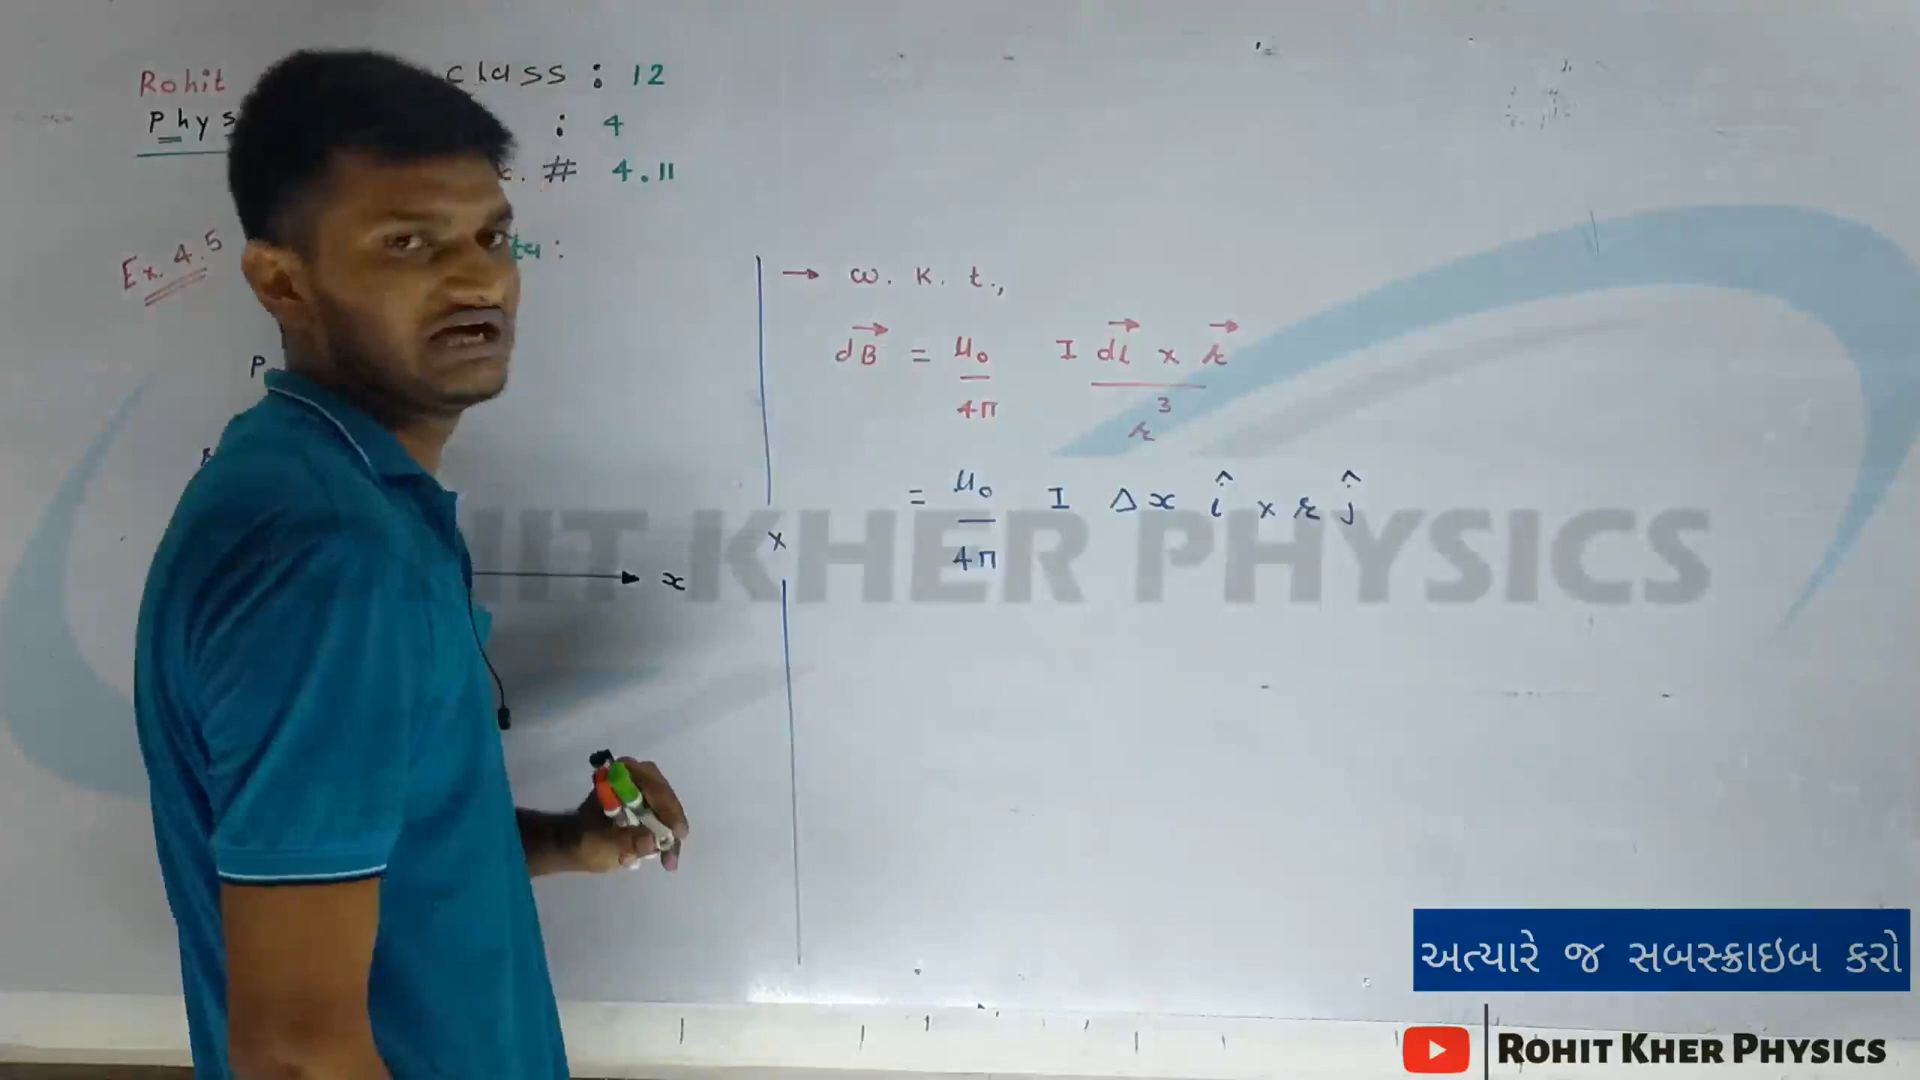 Rohit class : 12
Phys : 4
# 4.11
Ex. 4.5 ta :
P
x
→ w. k. t.,
dB = μ₀ I dl × r
4π r³
= μ₀ I Δx î × r ĵ
4π
x
HIT KHER PHYSICS
અત્યારે જ સબસ્ક્રાઇબ કરો
ROHIT KHER PHYSICS